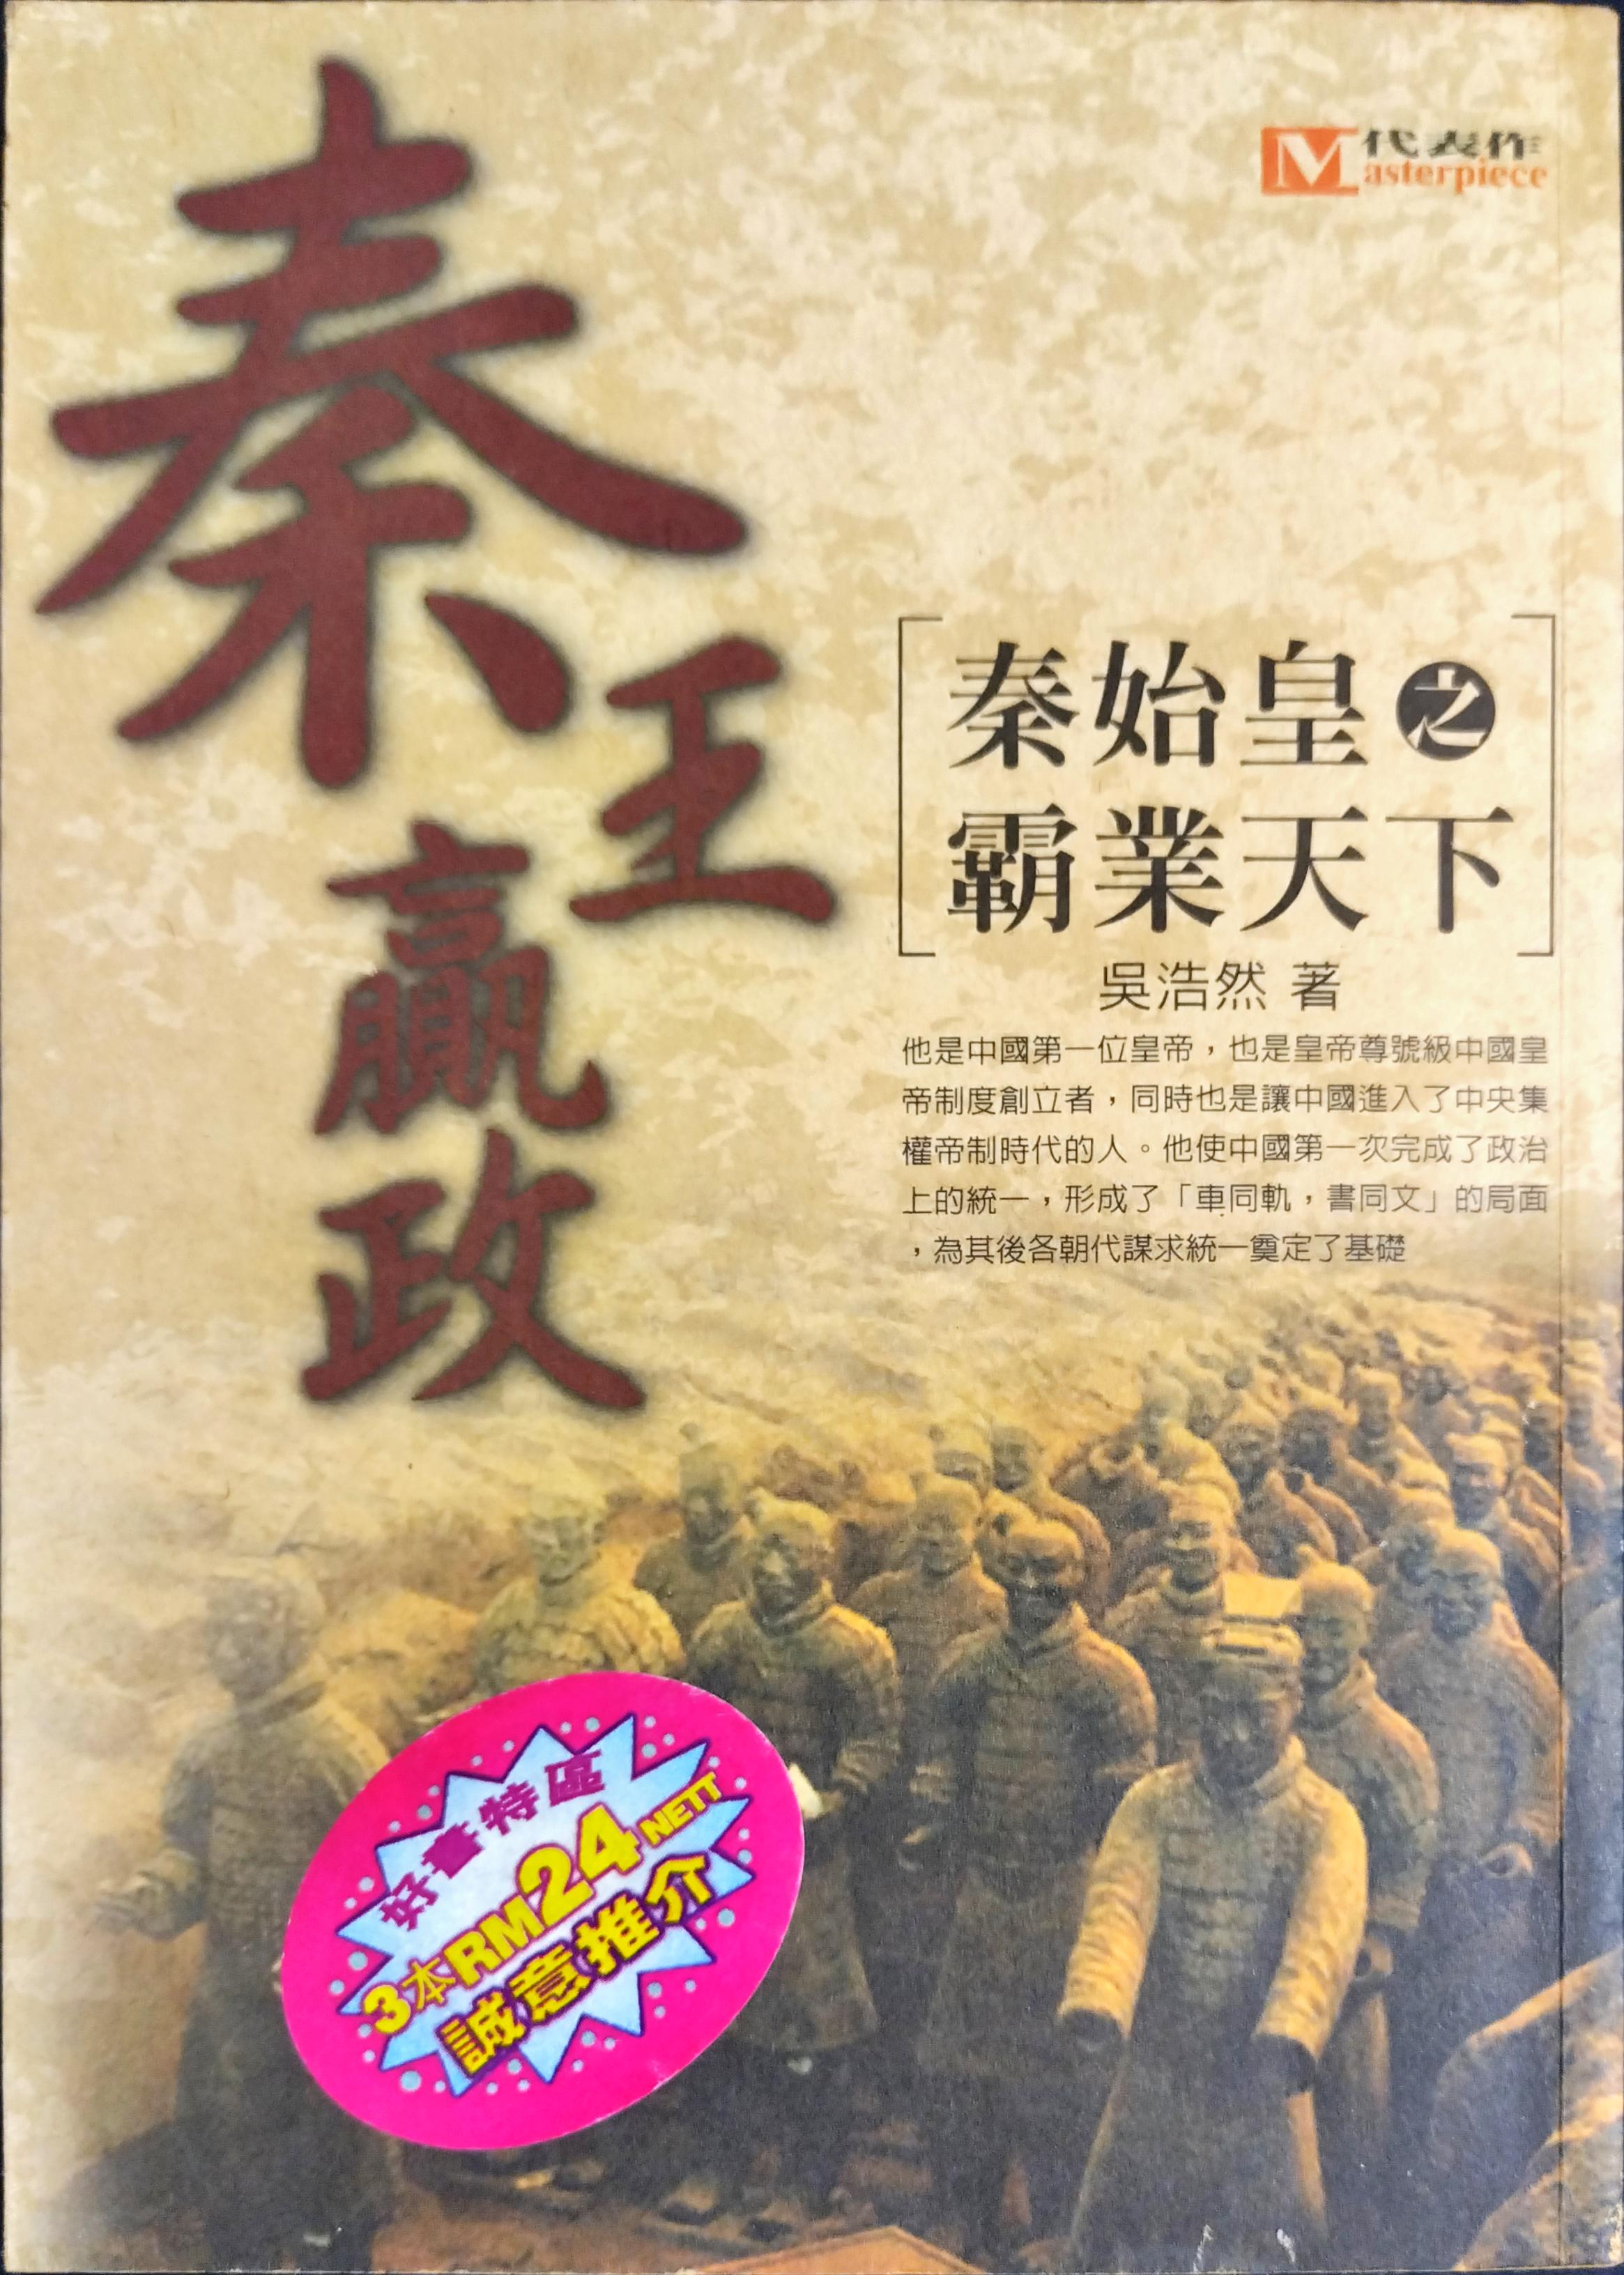 秦王贏政
代表作
Masterpiece
秦始皇之
霸業天下
吳浩然 著
他是中國第一位皇帝，也是皇帝尊號級中國皇
帝制度創立者，同時也是讓中國進入了中央集
權帝制時代的人。他使中國第一次完成了政治
上的統一，形成了「車同軌，書同文」的局面
，為其後各朝代謀求統一奠定了基礎
好書特區
3本RM24NETT
誠意推介